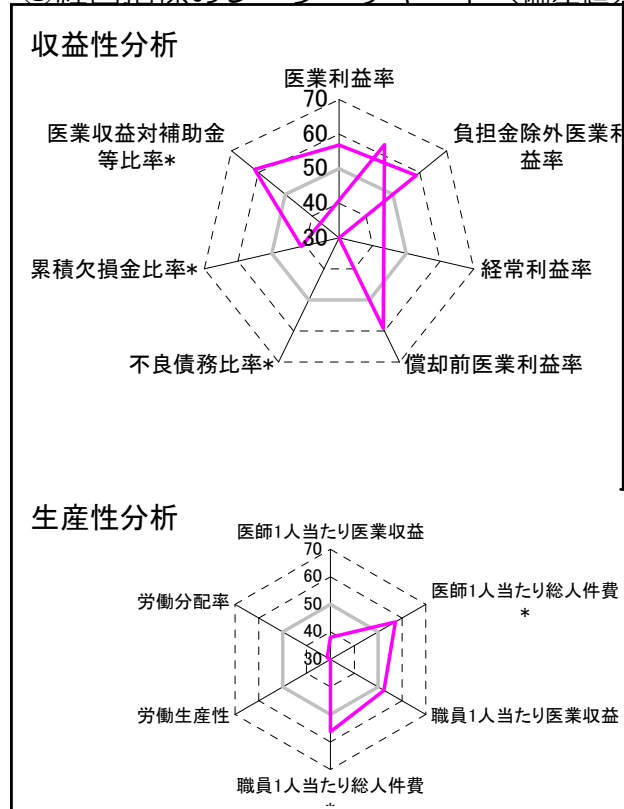 収益性分析
医業利益率
70
医業収益対補助金
等比率*
負担金除外医業利
益率
60
50
40
30
累積欠損金比率*
経常利益率
不良債務比率*
償却前医業利益率
生産性分析
医師1人当たり医業収益
70
労働分配率
医師1人当たり総人件費
*
60
50
40
30
労働生産性
職員1人当たり医業収益
職員1人当たり総人件費
*